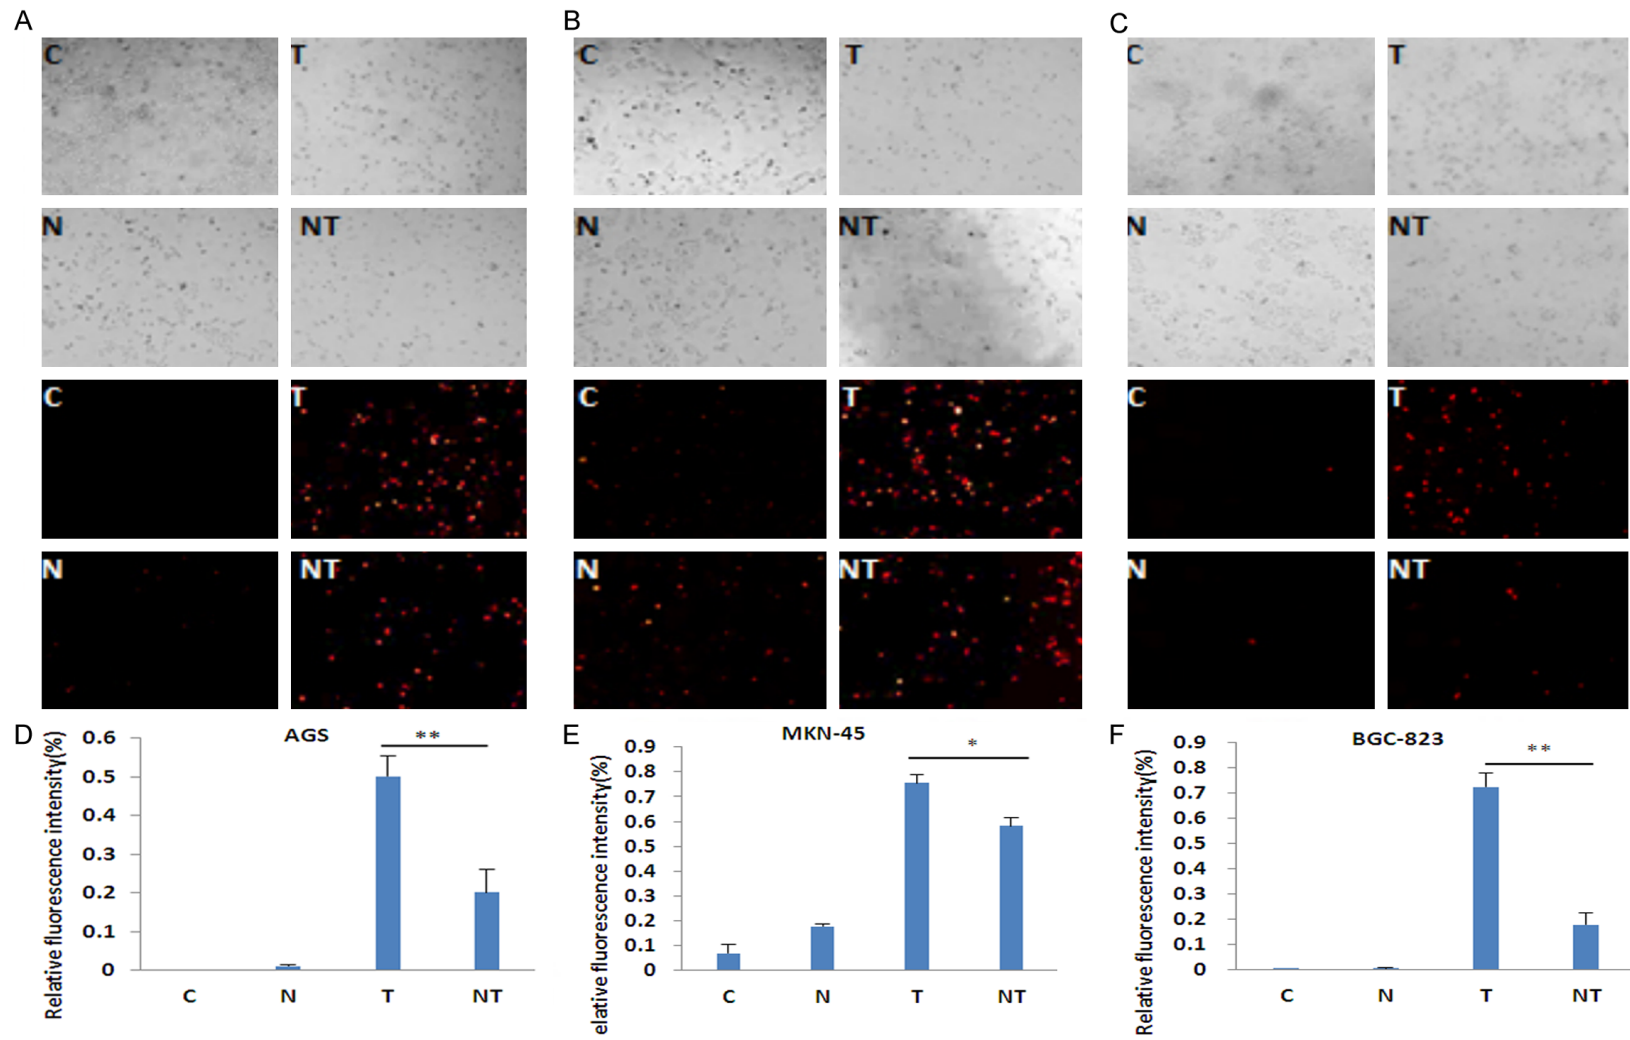 A
B
C
C
T
C
T
C
T
N
NT
N
NT
N
NT
C
T
C
T
C
T
N
NT
N
NT
N
NT
D
AGS
Relative fluorescence intensity(%)
0.6
0.5
0.4
0.3
0.2
0.1
0
**
C
N
T
NT
E
MKN-45
elative fluorescence intensity(%)
0.9
0.8
0.7
0.6
0.5
0.4
0.3
0.2
0.1
0
*
C
N
T
NT
F
BGC-823
Relative fluorescence intensity(%)
0.9
0.8
0.7
0.6
0.5
0.4
0.3
0.2
0.1
0
**
C
N
T
NT